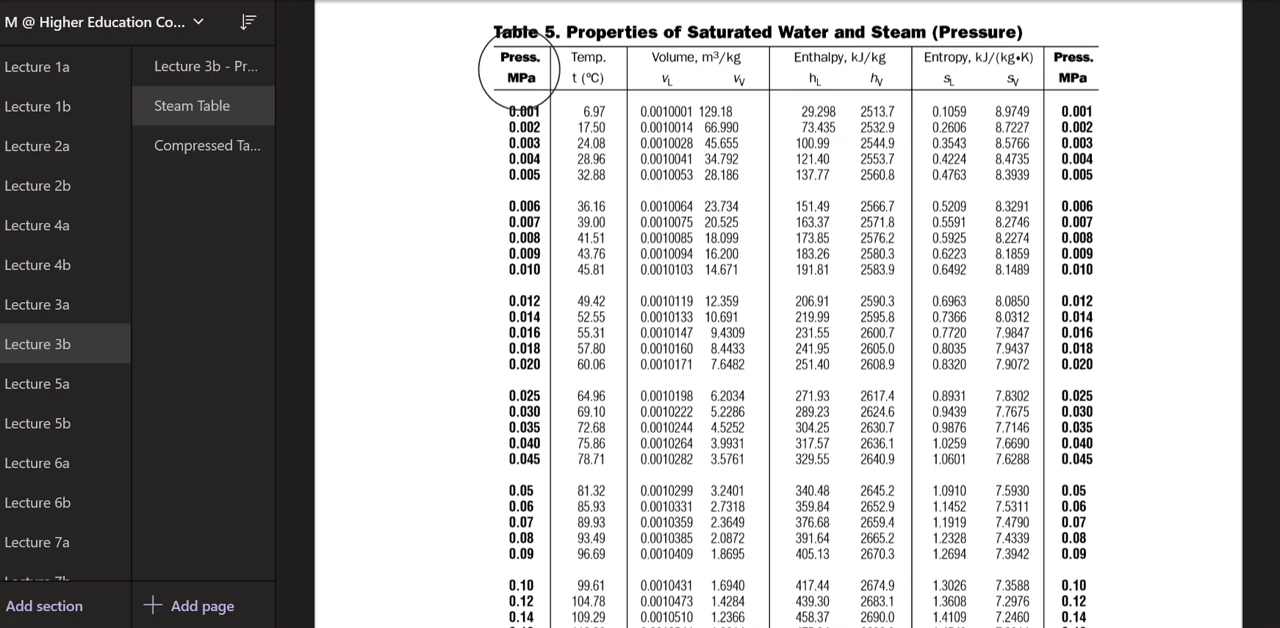 M @ Higher Education Co...
Lecture 1a
Lecture 1b
Lecture 2a
Lecture 2b
Lecture 4a
Lecture 4b
Lecture 3a
Lecture 3b
Lecture 5a
Lecture 5b
Lecture 6a
Lecture 6b
Lecture 7a
Lecture 7b
Add section
Lecture 3b - Pr...
Steam Table
Compressed Ta...
Add page
Table 5. Properties of Saturated Water and Steam (Pressure)
Press. Temp. Volume, m³/kg Enthalpy, kJ/kg Entropy, kJ/(kg•K) Press.
MPa t (°C) vL vV hL hV sL sV MPa
0.001 6.97 0.0010001 129.18 29.298 2513.7 0.1059 8.9749 0.001
0.002 17.50 0.0010014 66.990 73.435 2532.9 0.2606 8.7227 0.002
0.003 24.08 0.0010028 45.655 100.99 2544.9 0.3543 8.5766 0.003
0.004 28.96 0.0010041 34.792 121.40 2553.7 0.4224 8.4735 0.004
0.005 32.88 0.0010053 28.186 137.77 2560.8 0.4763 8.3939 0.005
0.006 36.16 0.0010064 23.734 151.49 2566.7 0.5209 8.3291 0.006
0.007 39.00 0.0010075 20.525 163.37 2571.8 0.5591 8.2746 0.007
0.008 41.51 0.0010085 18.099 173.85 2576.2 0.5925 8.2274 0.008
0.009 43.76 0.0010094 16.200 183.26 2580.3 0.6223 8.1859 0.009
0.010 45.81 0.0010103 14.671 191.81 2583.9 0.6492 8.1489 0.010
0.012 49.42 0.0010119 12.359 206.91 2590.3 0.6963 8.0850 0.012
0.014 52.55 0.0010133 10.691 219.99 2595.8 0.7366 8.0312 0.014
0.016 55.31 0.0010147 9.4309 231.55 2600.7 0.7720 7.9847 0.016
0.018 57.80 0.0010160 8.4433 241.95 2605.0 0.8035 7.9437 0.018
0.020 60.06 0.0010171 7.6482 251.40 2608.9 0.8320 7.9072 0.020
0.025 64.96 0.0010198 6.2034 271.93 2617.4 0.8931 7.8302 0.025
0.030 69.10 0.0010222 5.2286 289.23 2624.6 0.9439 7.7675 0.030
0.035 72.68 0.0010244 4.5252 304.25 2630.7 0.9876 7.7146 0.035
0.040 75.86 0.0010264 3.9931 317.57 2636.1 1.0259 7.6690 0.040
0.045 78.71 0.0010282 3.5761 329.55 2640.9 1.0601 7.6288 0.045
0.05 81.32 0.0010299 3.2401 340.48 2645.2 1.0910 7.5930 0.05
0.06 85.93 0.0010331 2.7318 359.84 2652.9 1.1452 7.5311 0.06
0.07 89.93 0.0010359 2.3649 376.68 2659.4 1.1919 7.4790 0.07
0.08 93.49 0.0010385 2.0872 391.64 2665.2 1.2328 7.4339 0.08
0.09 96.69 0.0010409 1.8695 405.13 2670.3 1.2694 7.3942 0.09
0.10 99.61 0.0010431 1.6940 417.44 2674.9 1.3026 7.3588 0.10
0.12 104.78 0.0010473 1.4284 439.30 2683.1 1.3608 7.2976 0.12
0.14 109.29 0.0010510 1.2366 458.37 2690.0 1.4109 7.2460 0.14